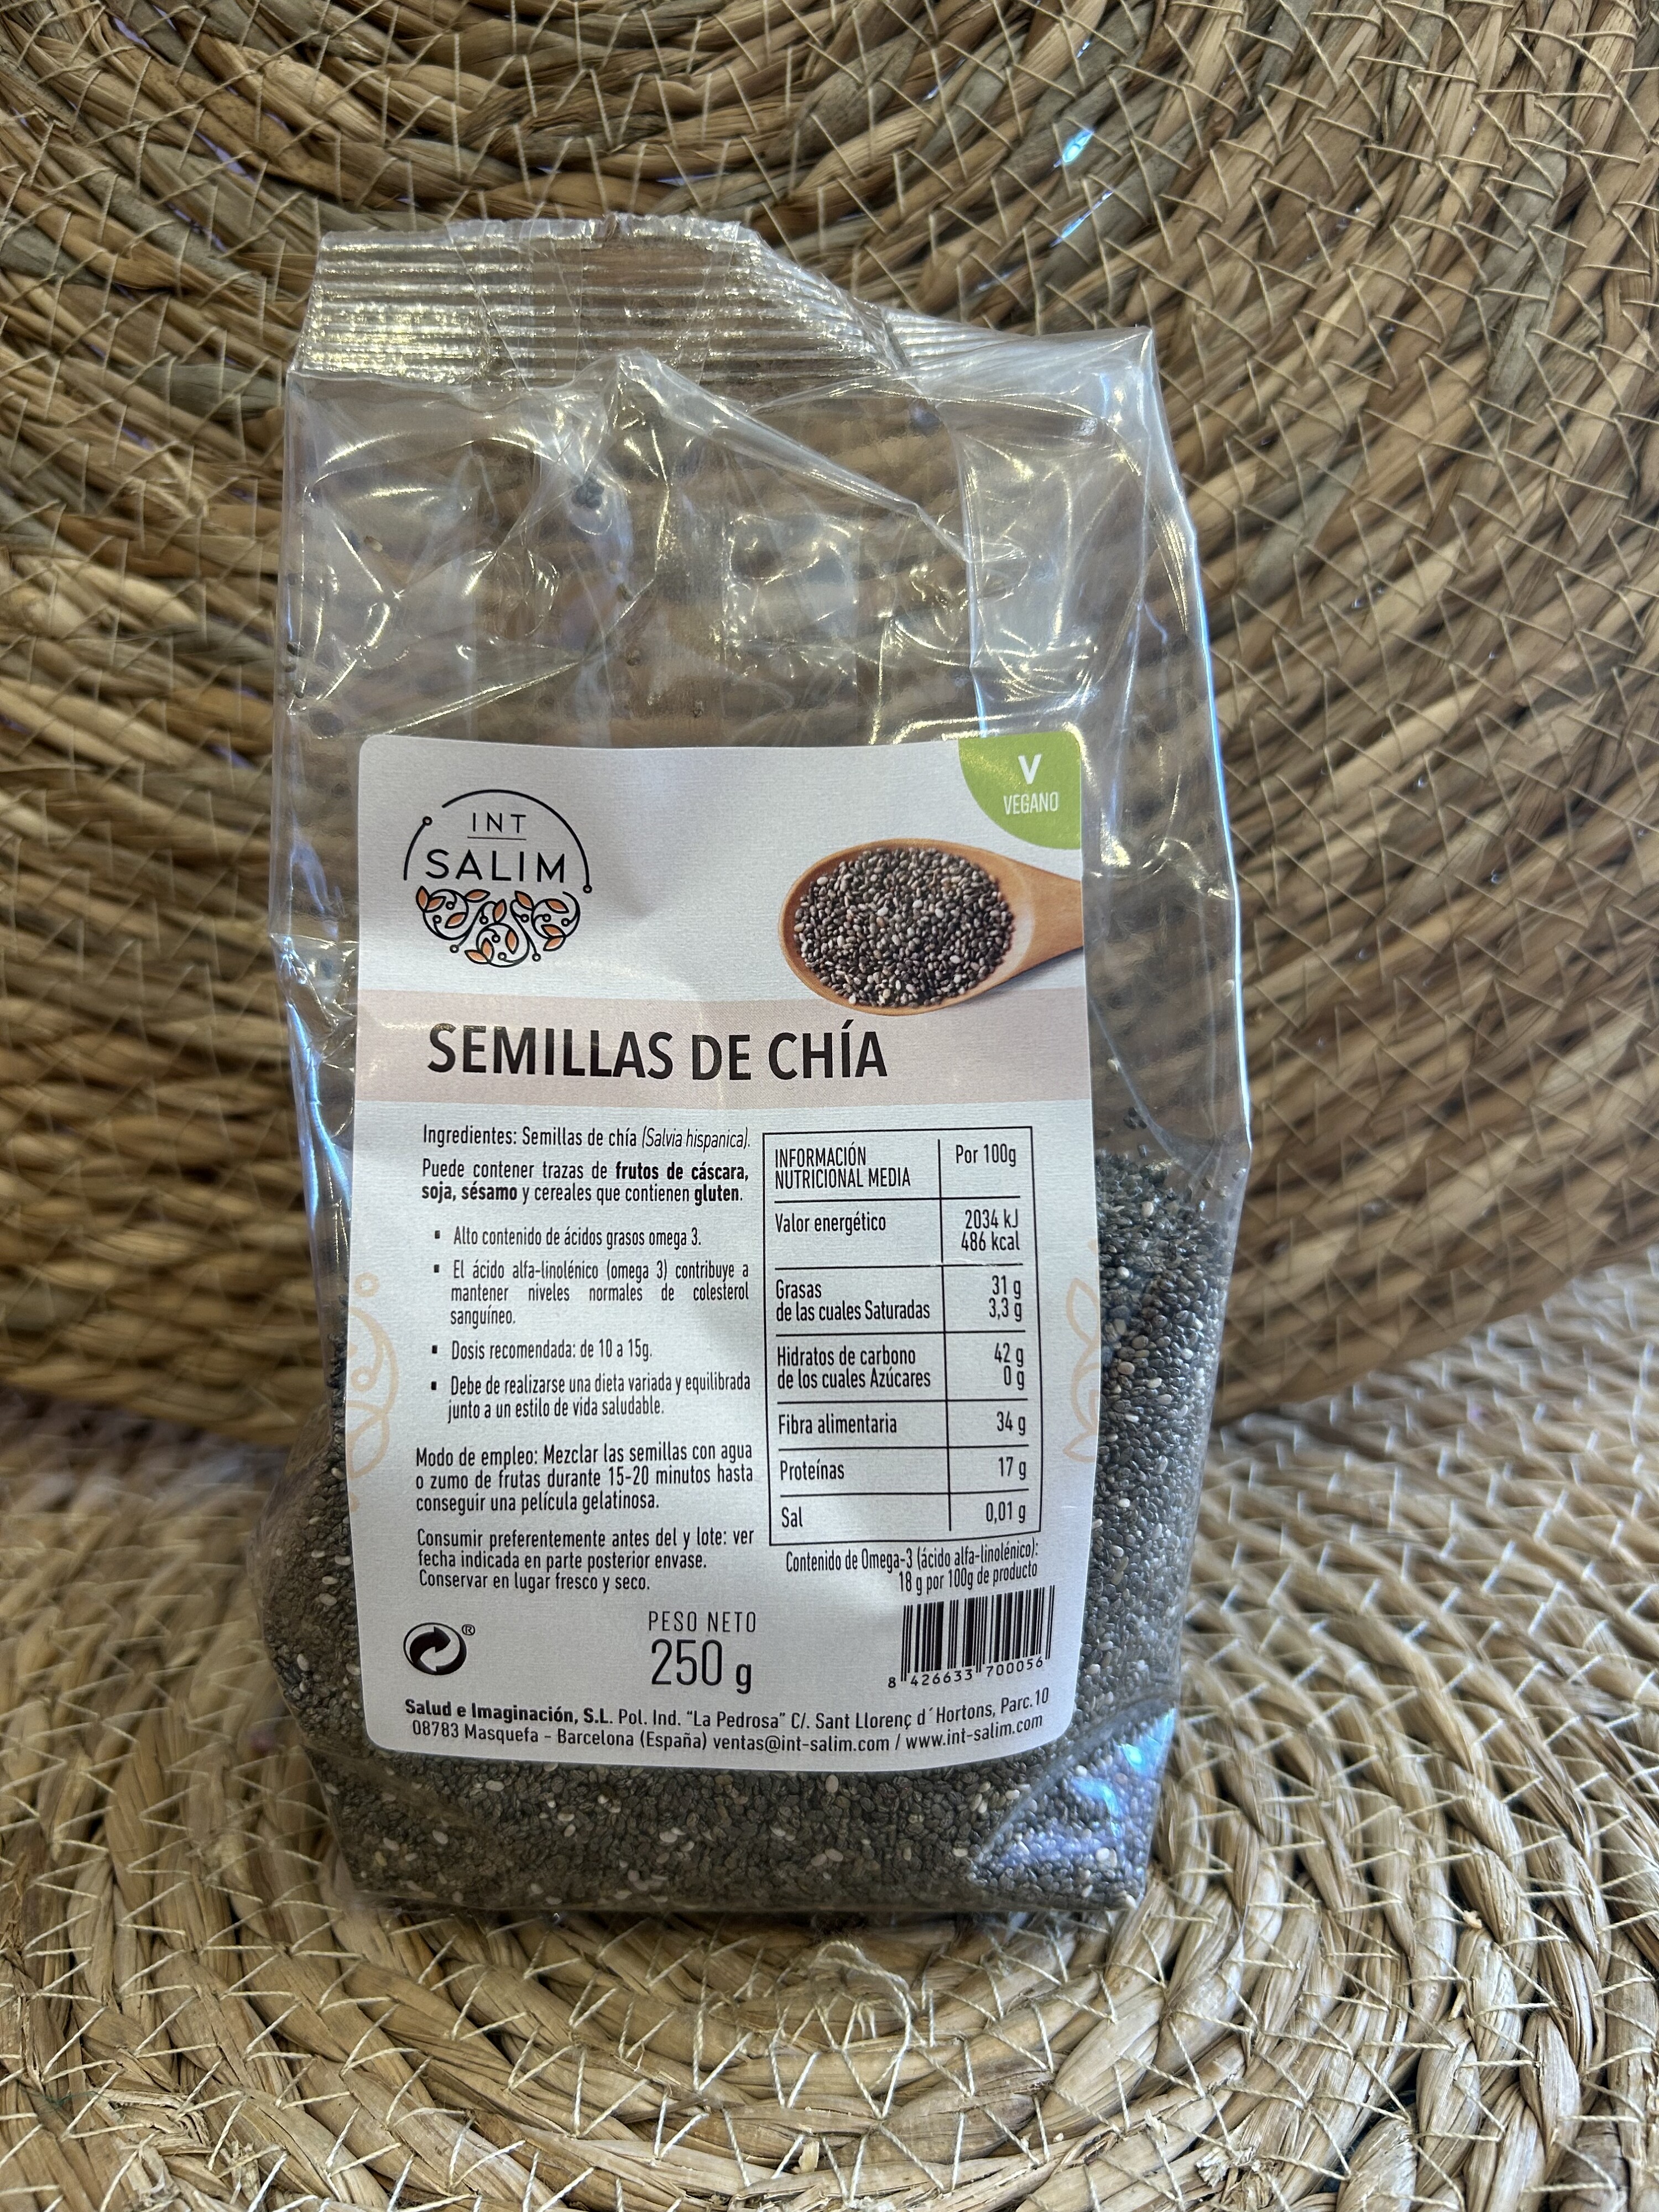 V
VEGANO
INT
SALIM
SEMILLAS DE CHÍA
Ingredientes: Semillas de chía (Salvia hispanica).
Puede contener trazas de frutos de cáscara,
soja, sésamo y cereales que contienen gluten.
▪ Alto contenido de ácidos grasos omega 3.
▪ El ácido alfa-linolénico (omega 3) contribuye a
mantener niveles normales de colesterol
sanguíneo.
▪ Dosis recomendada: de 10 a 15g.
▪ Debe de realizarse una dieta variada y equilibrada
junto a un estilo de vida saludable.
Modo de empleo: Mezclar las semillas con agua
o zumo de frutas durante 15-20 minutos hasta
conseguir una película gelatinosa.
Consumir preferentemente antes del y lote: ver
fecha indicada en parte posterior envase.
Conservar en lugar fresco y seco.
INFORMACIÓN Por 100g
NUTRICIONAL MEDIA
Valor energético 2034 kJ
486 kcal
Grasas 31 g
de las cuales Saturadas 3,3 g
Hidratos de carbono 42 g
de los cuales Azúcares 0 g
Fibra alimentaria 34 g
Proteínas 17 g
Sal 0,01 g
Contenido de Omega-3 (ácido alfa-linolénico):
18 g por 100g de producto
®
PESO NETO
250 g
8 426633 700056
Salud e Imaginación, S.L. Pol. Ind. "La Pedrosa" C/. Sant Llorenç d´Hortons, Parc.10
08783 Masquefa - Barcelona (España) ventas@int-salim.com / www.int-salim.com